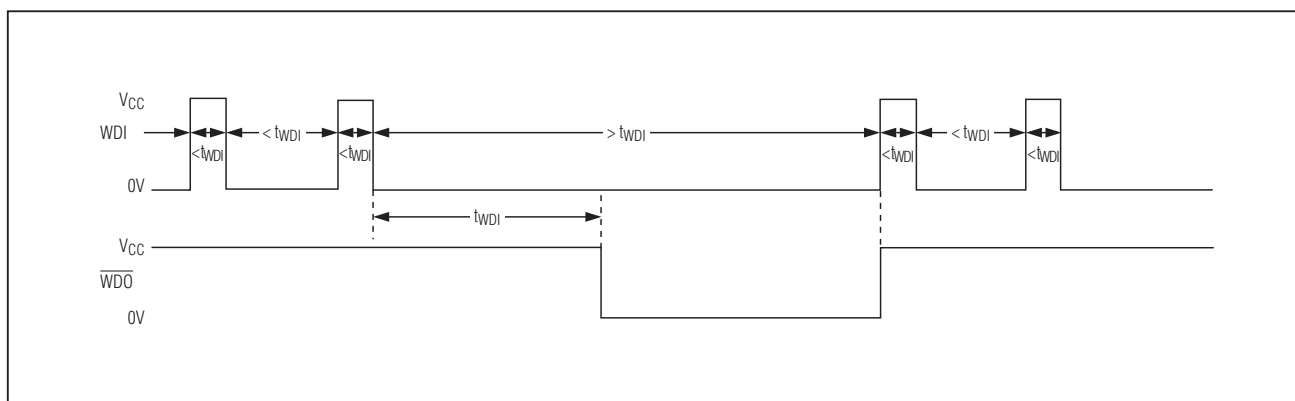 VCC
WDI
< tWDI
> tWDI
< tWDI
<tWDI
<tWDI
<tWDI
<tWDI
0V
tWDI
VCC
WDO
0V